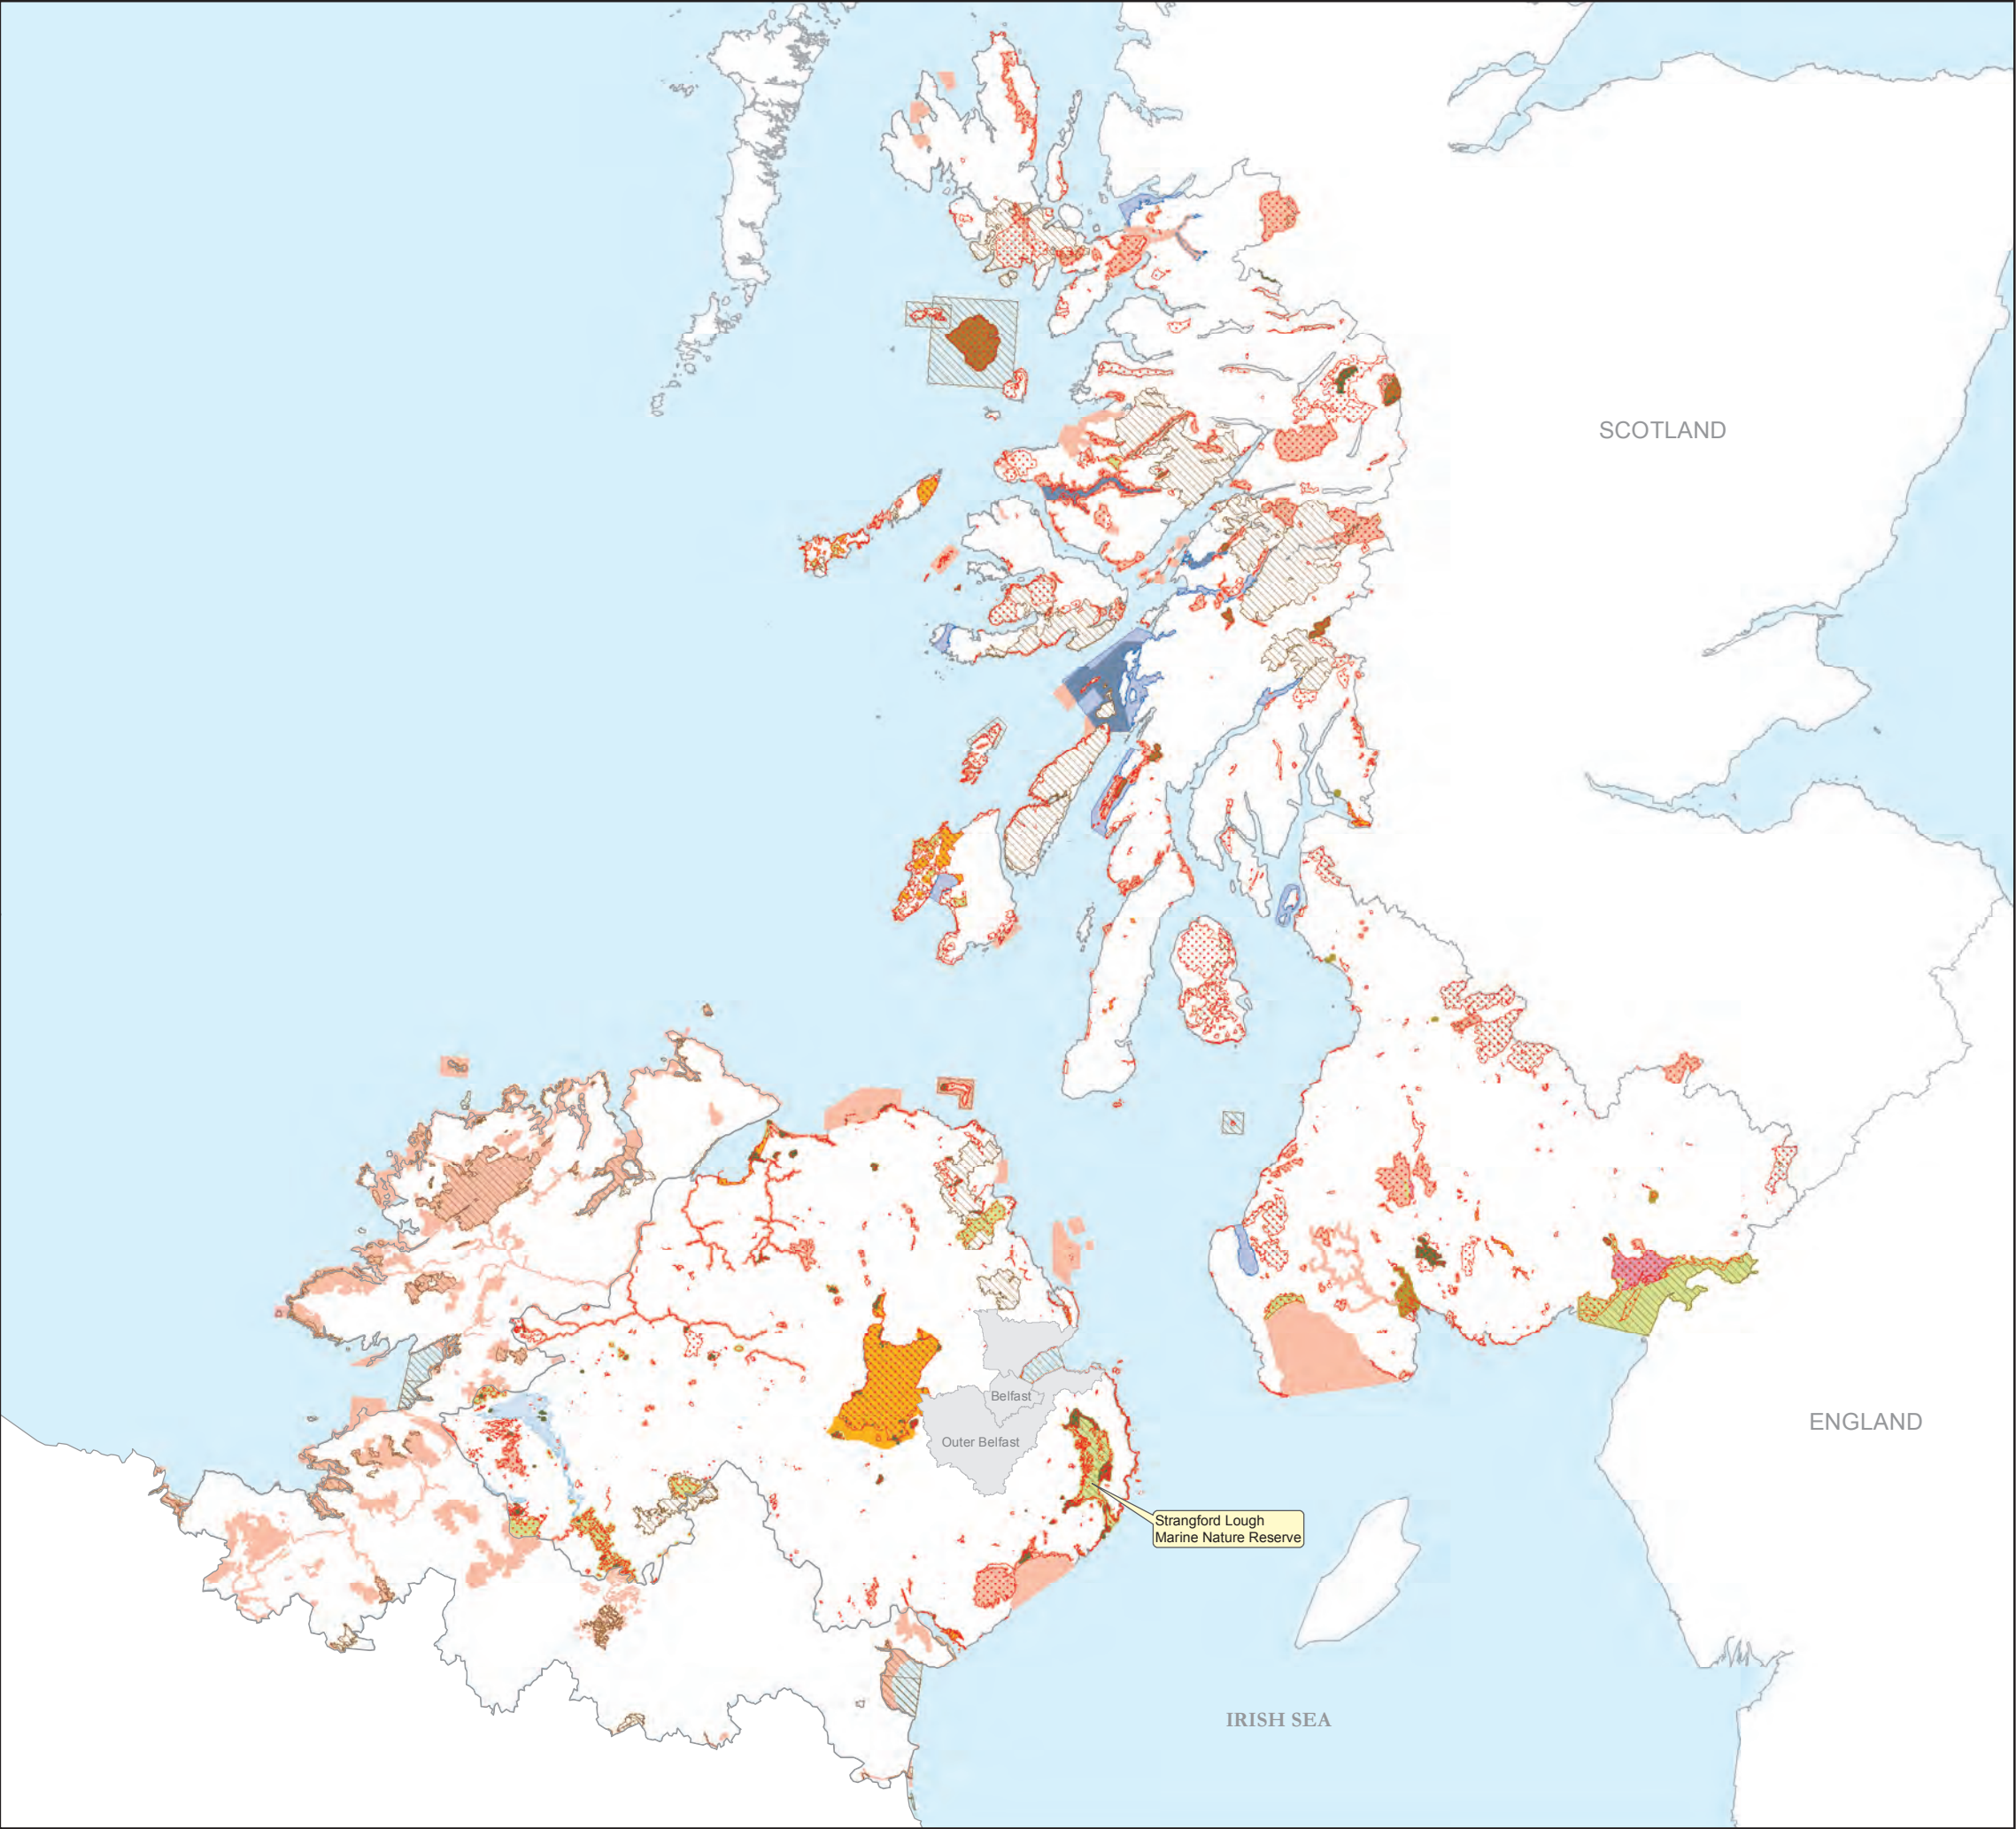 SCOTLAND
Belfast
ENGLAND
Outer Belfast
Strangford Lough
Marine Nature Reserve
IRISH SEA